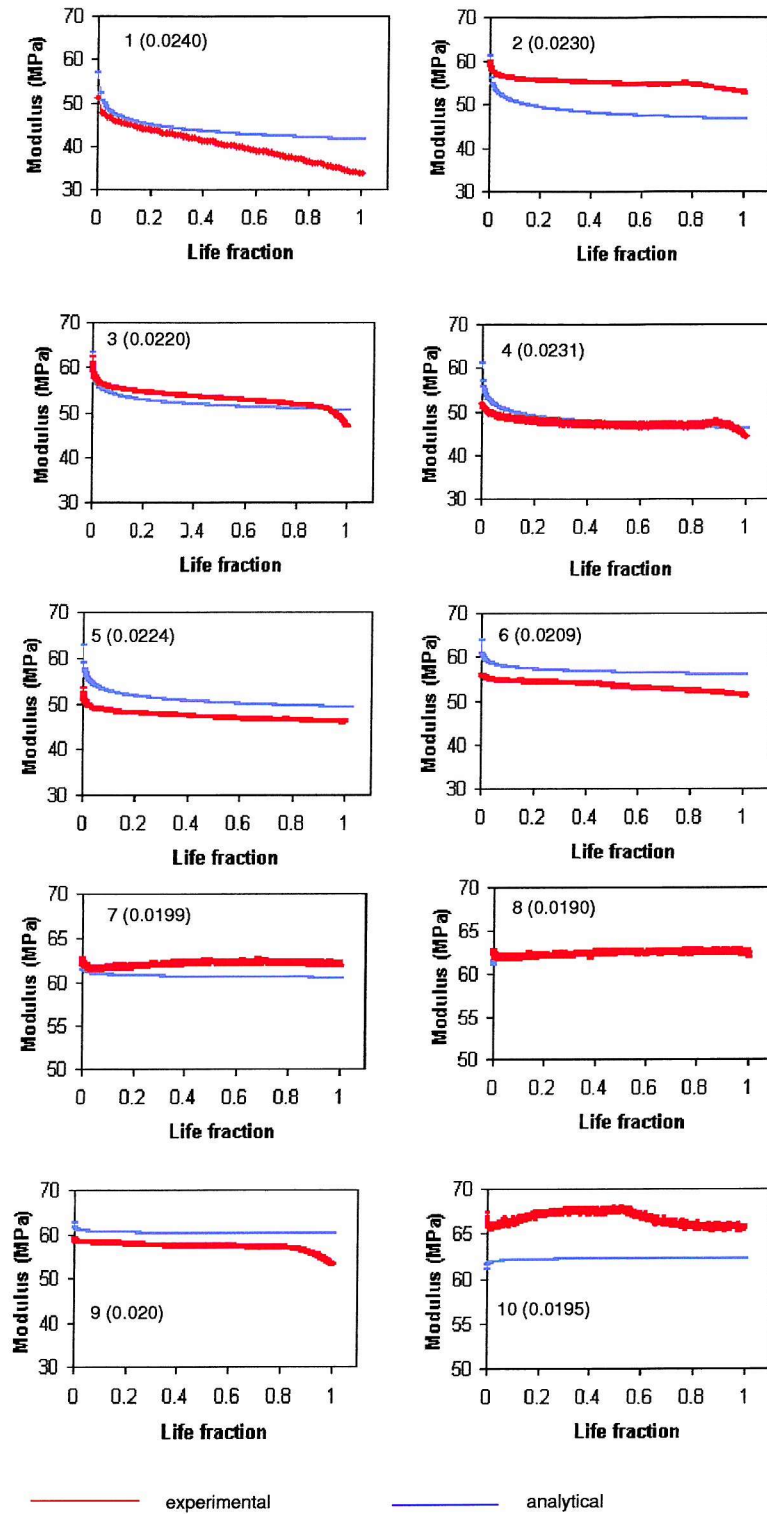 70
60
50
40
30
Modulus (MPa)
1 (0.0240)
0 0.2 0.4 0.6 0.8 1
Life fraction
70
60
50
40
30
Modulus (MPa)
2 (0.0230)
0 0.2 0.4 0.6 0.8 1
Life fraction
70
60
50
40
30
Modulus (MPa)
3 (0.0220)
0 0.2 0.4 0.6 0.8 1
Life fraction
70
60
50
40
30
Modulus (MPa)
4 (0.0231)
0 0.2 0.4 0.6 0.8 1
Life fraction
70
60
50
40
30
Modulus (MPa)
5 (0.0224)
0 0.2 0.4 0.6 0.8 1
Life fraction
70
60
50
40
30
Modulus (MPa)
6 (0.0209)
0 0.2 0.4 0.6 0.8 1
Life fraction
70
65
60
55
50
Modulus (MPa)
7 (0.0199)
0 0.2 0.4 0.6 0.8 1
Life fraction
70
65
60
55
50
Modulus (MPa)
8 (0.0190)
0 0.2 0.4 0.6 0.8 1
Life fraction
70
60
50
40
30
Modulus (MPa)
9 (0.020)
0 0.2 0.4 0.6 0.8 1
Life fraction
70
65
60
55
50
Modulus (MPa)
10 (0.0195)
0 0.2 0.4 0.6 0.8 1
Life fraction
experimental
analytical